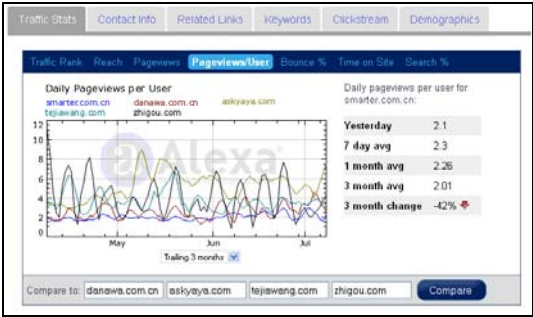 Traffic Stats Contact Info Related Links Keywords Clickstream Demographics
Traffic Rank Reach Pageviews Pageviews/User Bounce % Time on Site Search %
Daily Pageviews per User
smarter.com.cn danawa.com.cn askyaya.com
tejiawang.com zhigou.com
Daily pageviews per user for
smarter.com.cn:
Yesterday 2.1
7 day avg 2.3
1 month avg 2.26
3 month avg 2.01
3 month change -42%
12
10
8
6
4
2
0
Alexa
May Jun Jul
Trailing 3 months
Compare to: danawa.com.cn askyaya.com tejiawang.com zhigou.com Compare